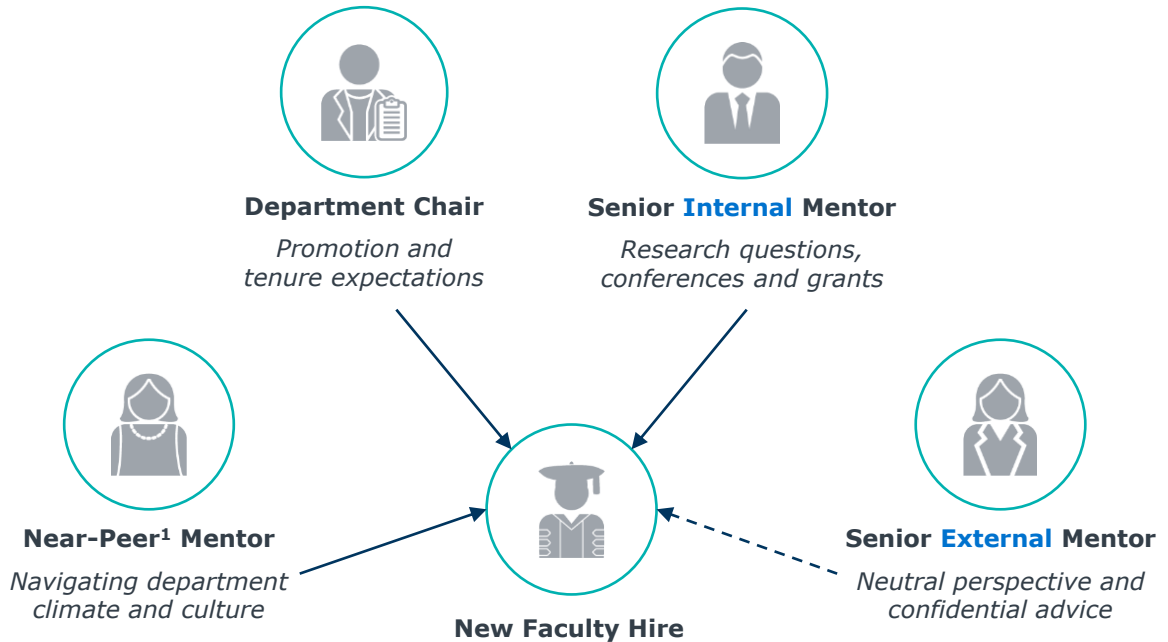 Department Chair
Promotion and
tenure expectations
Senior Internal Mentor
Research questions,
conferences and grants
Near-Peer¹ Mentor
Navigating department
climate and culture
New Faculty Hire
Senior External Mentor
Neutral perspective and
confidential advice